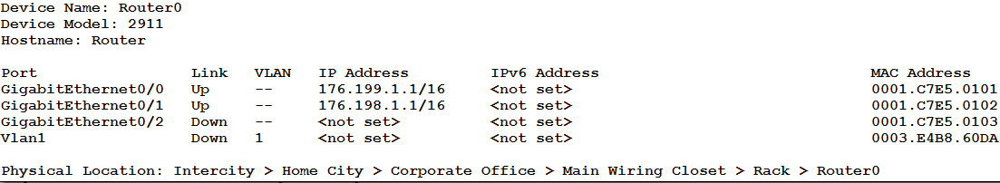 Device Name: Router0
Device Model: 2911
Hostname: Router
Port Link VLAN IP Address IPv6 Address MAC Address
GigabitEthernet0/0 Up -- 176.199.1.1/16 <not set> 0001.C7E5.0101
GigabitEthernet0/1 Up -- 176.198.1.1/16 <not set> 0001.C7E5.0102
GigabitEthernet0/2 Down -- <not set> <not set> 0001.C7E5.0103
Vlan1 Down 1 <not set> <not set> 0003.E4B8.60DA
Physical Location: Intercity > Home City > Corporate Office > Main Wiring Closet > Rack > Router0